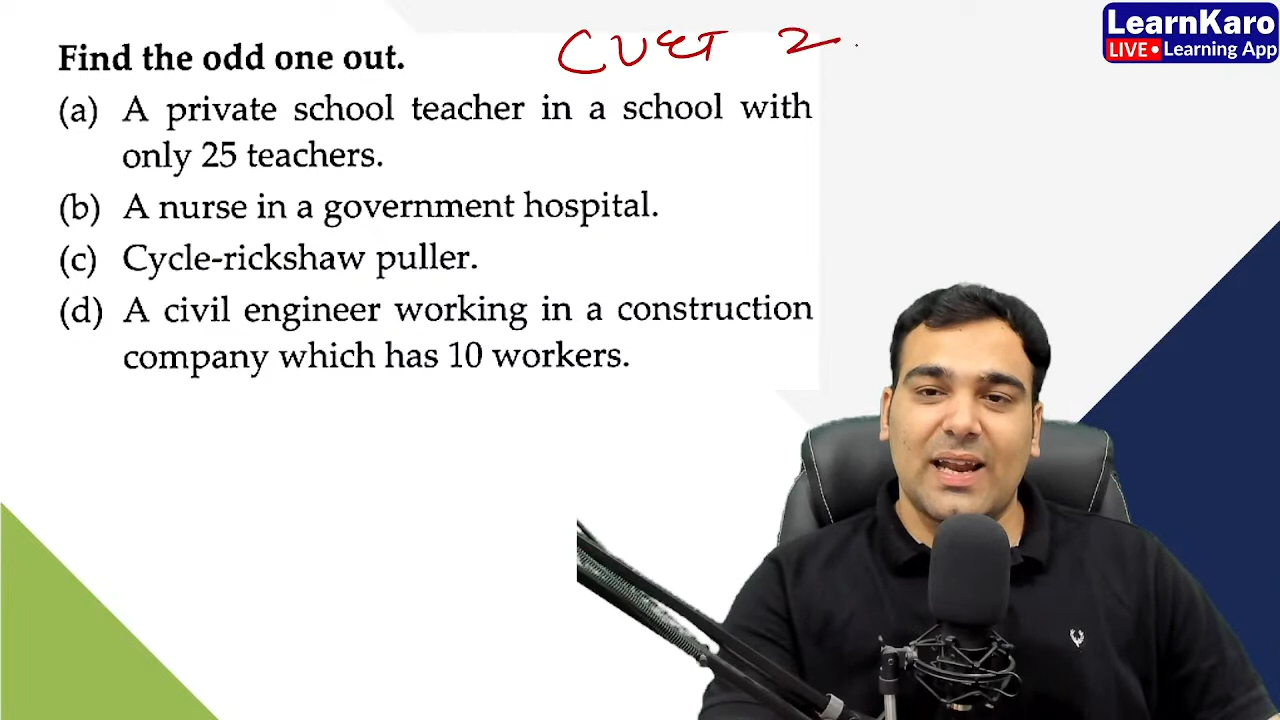 LearnKaro
LIVE • Learning App
CUET 2
Find the odd one out.
(a) A private school teacher in a school with
only 25 teachers.
(b) A nurse in a government hospital.
(c) Cycle-rickshaw puller.
(d) A civil engineer working in a construction
company which has 10 workers.